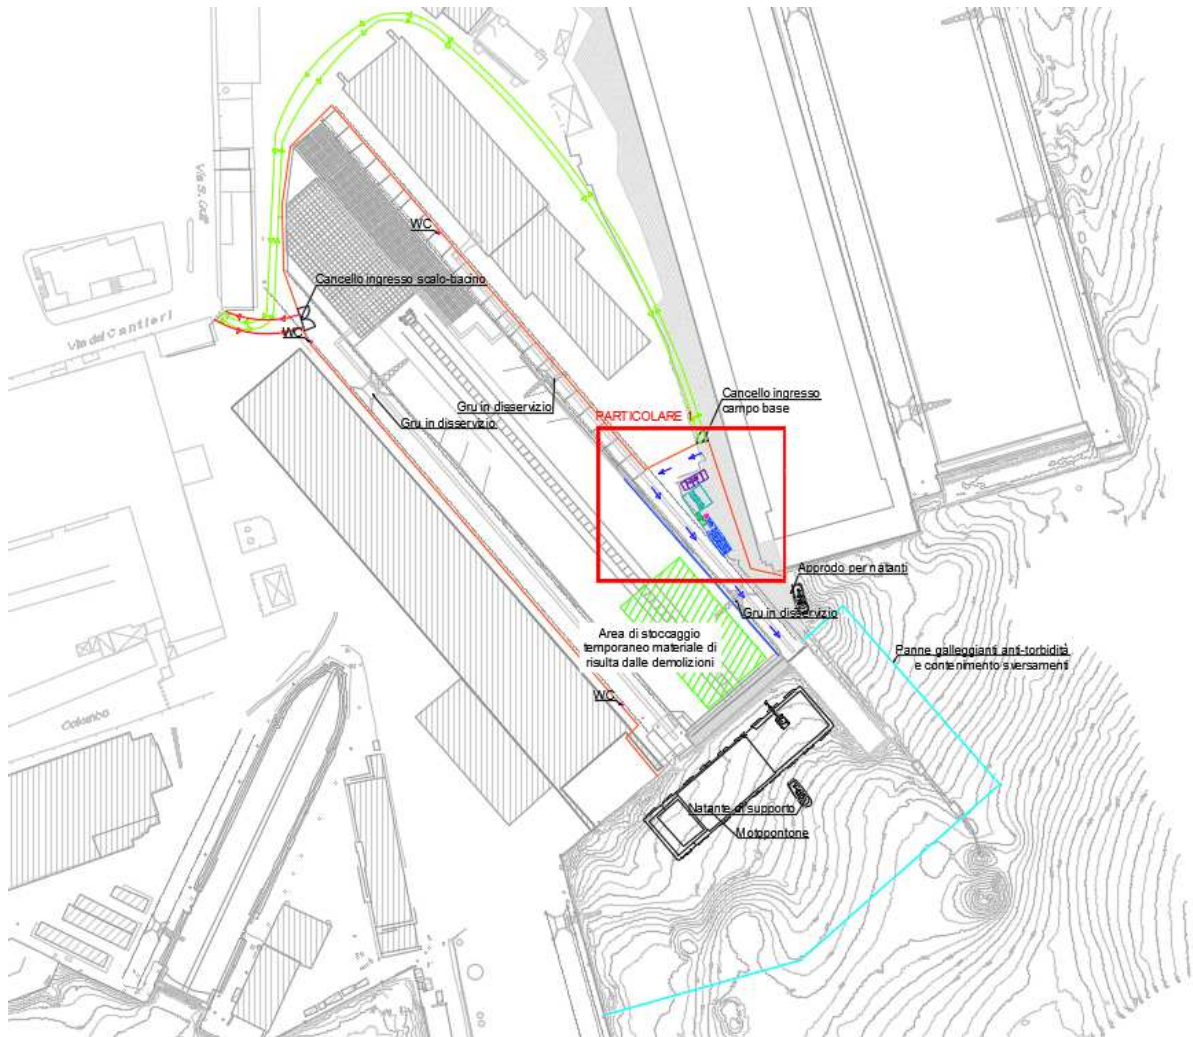 Via S. Gulf
WC
Cancello ingresso scalo-bacino
Via dei Cantieri
WC
Gru in disservizio
Gru in disservizio
Cancello ingresso
campo base
PARTICOLARE 1
Approdo per natanti
Gru in disservizio
Area di stoccaggio
temporaneo materiale di
risulta dalle demolizioni
Panne galleggianti anti-torbidità
e contenimento sversamenti
WC
Natante di supporto
Motopontone